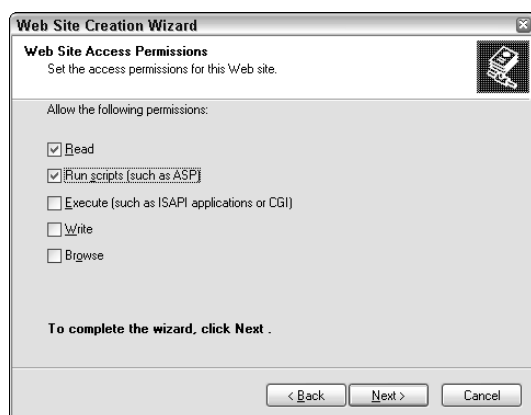 Web Site Creation Wizard
Web Site Access Permissions
Set the access permissions for this Web site.
Allow the following permissions:
Read
Run scripts (such as ASP)
Execute (such as ISAPI applications or CGI)
Write
Browse
To complete the wizard, click Next .
< Back Next > Cancel